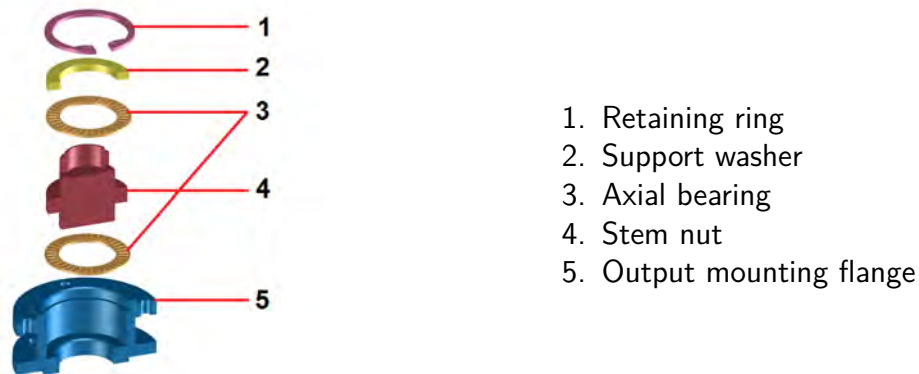 1
2
3
4
5
1. Retaining ring
2. Support washer
3. Axial bearing
4. Stem nut
5. Output mounting flange